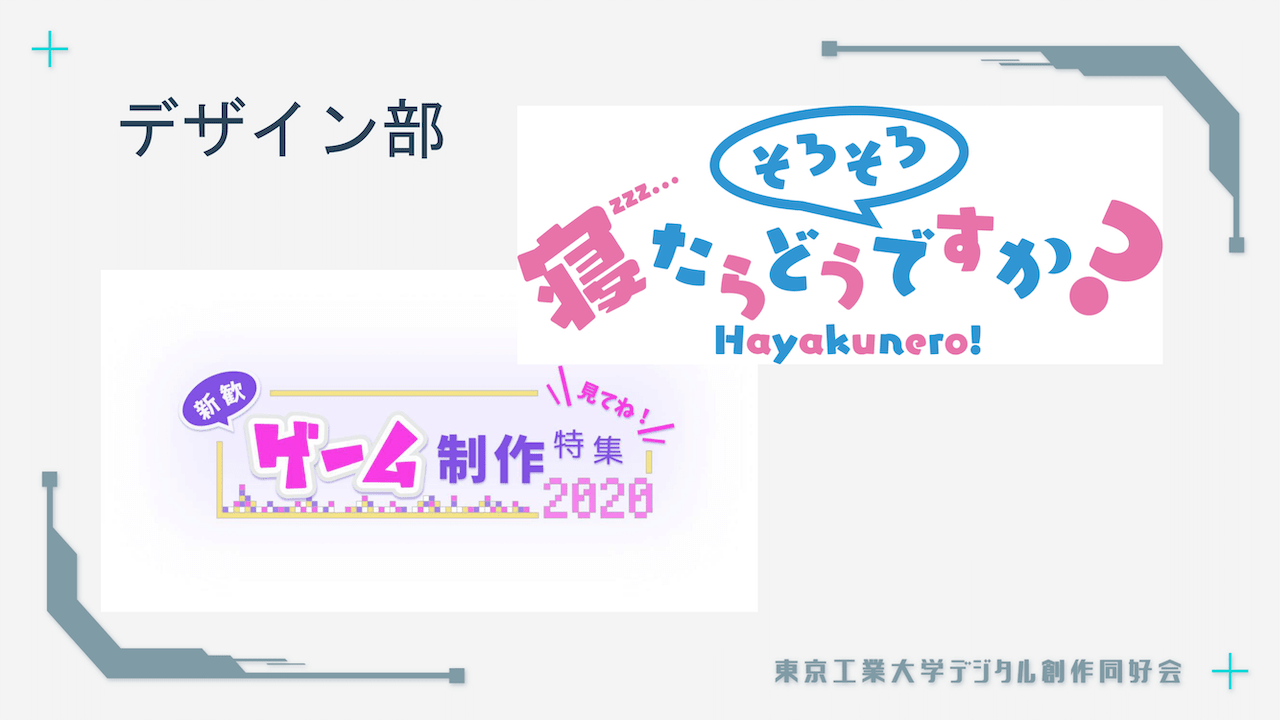 デザイン部
そろそろ
zzz...
寝たらどうですか？
Hayakunero!
新歓
見てね！
ゲーム制作特集
2020
東京工業大学デジタル創作同好会